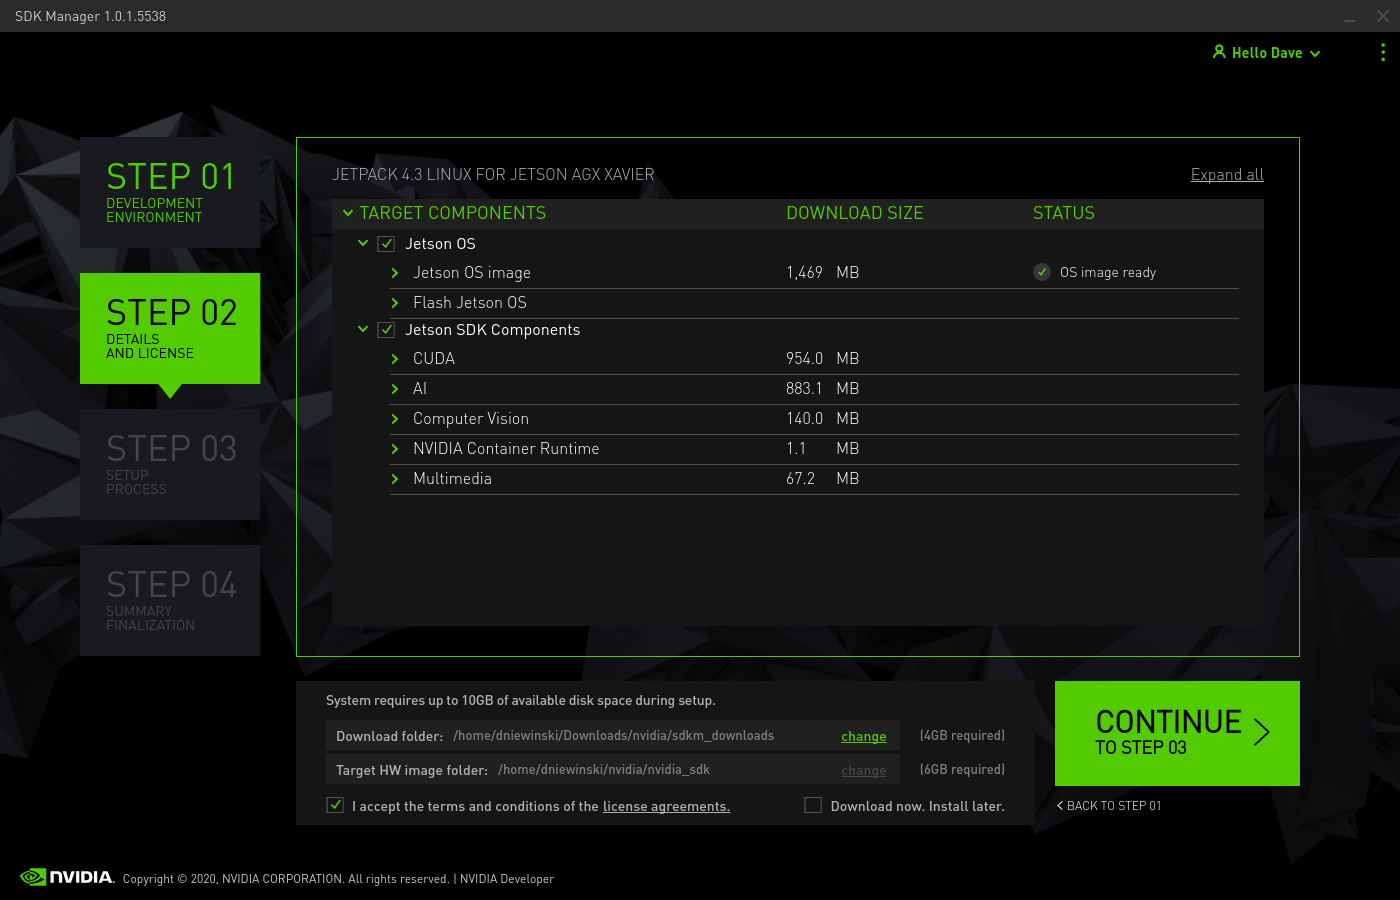 SDK Manager 1.0.1.5538
Hello Dave
STEP 01
DEVELOPMENT
ENVIRONMENT
STEP 02
DETAILS
AND LICENSE
STEP 03
SETUP
PROCESS
STEP 04
SUMMARY
FINALIZATION
JETPACK 4.3 LINUX FOR JETSON AGX XAVIER Expand all
TARGET COMPONENTS DOWNLOAD SIZE STATUS
Jetson OS
Jetson OS image 1,469 MB OS image ready
Flash Jetson OS
Jetson SDK Components
CUDA 954.0 MB
AI 883.1 MB
Computer Vision 140.0 MB
NVIDIA Container Runtime 1.1 MB
Multimedia 67.2 MB
System requires up to 10GB of available disk space during setup.
Download folder: /home/dniewinski/Downloads/nvidia/sdkm_downloads change (4GB required)
Target HW image folder: /home/dniewinski/nvidia/nvidia_sdk change (6GB required)
I accept the terms and conditions of the license agreements. Download now. Install later.
CONTINUE
TO STEP 03
BACK TO STEP 01
NVIDIA. Copyright © 2020, NVIDIA CORPORATION. All rights reserved. | NVIDIA Developer